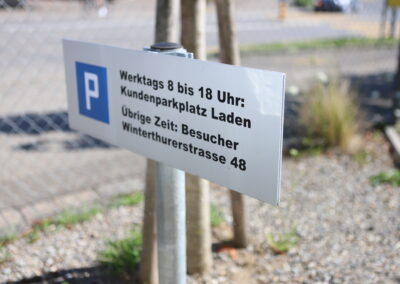 P
Werktags 8 bis 18 Uhr:
Kundenparkplatz Laden
Übrige Zeit: Besucher
Winterthurerstrasse 48